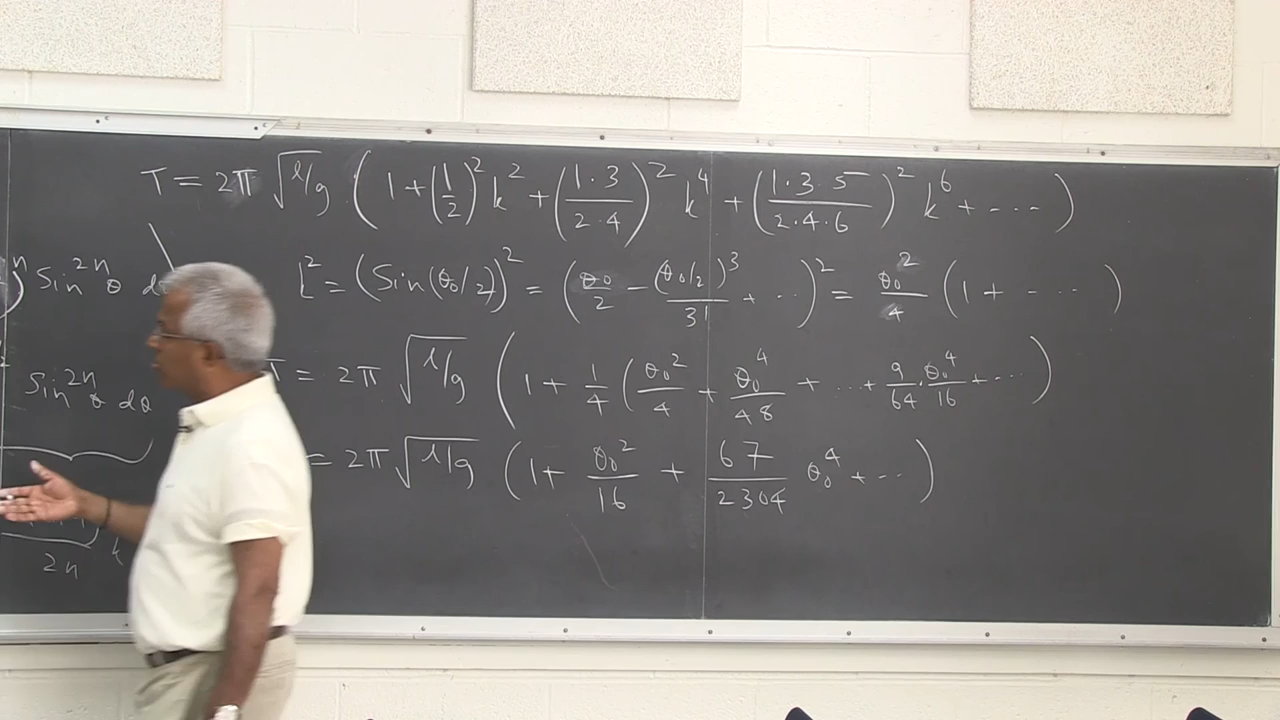 T = 2π √(l/g) (1 + (1/2)² k² + (1·3/2·4)² k⁴ + (1·3·5/2·4·6)² k⁶ + ---- )
)ⁿ Sin²ⁿ θ d
k² = (Sin(θ₀/2))² = (θ₀/2 - (θ₀/2)³/3! + ·· )² = θ₀²/4 (1 + - --- )
T = 2π √(l/g) (1 + 1/4 (θ₀²/4 + θ₀⁴/48 + ··· + 9/64 · θ₀⁴/16 + --- )
Sin²ⁿ θ dθ
= 2π √(l/g) (1 + θ₀²/16 + 67/2304 θ₀⁴ + -·· )
2n k